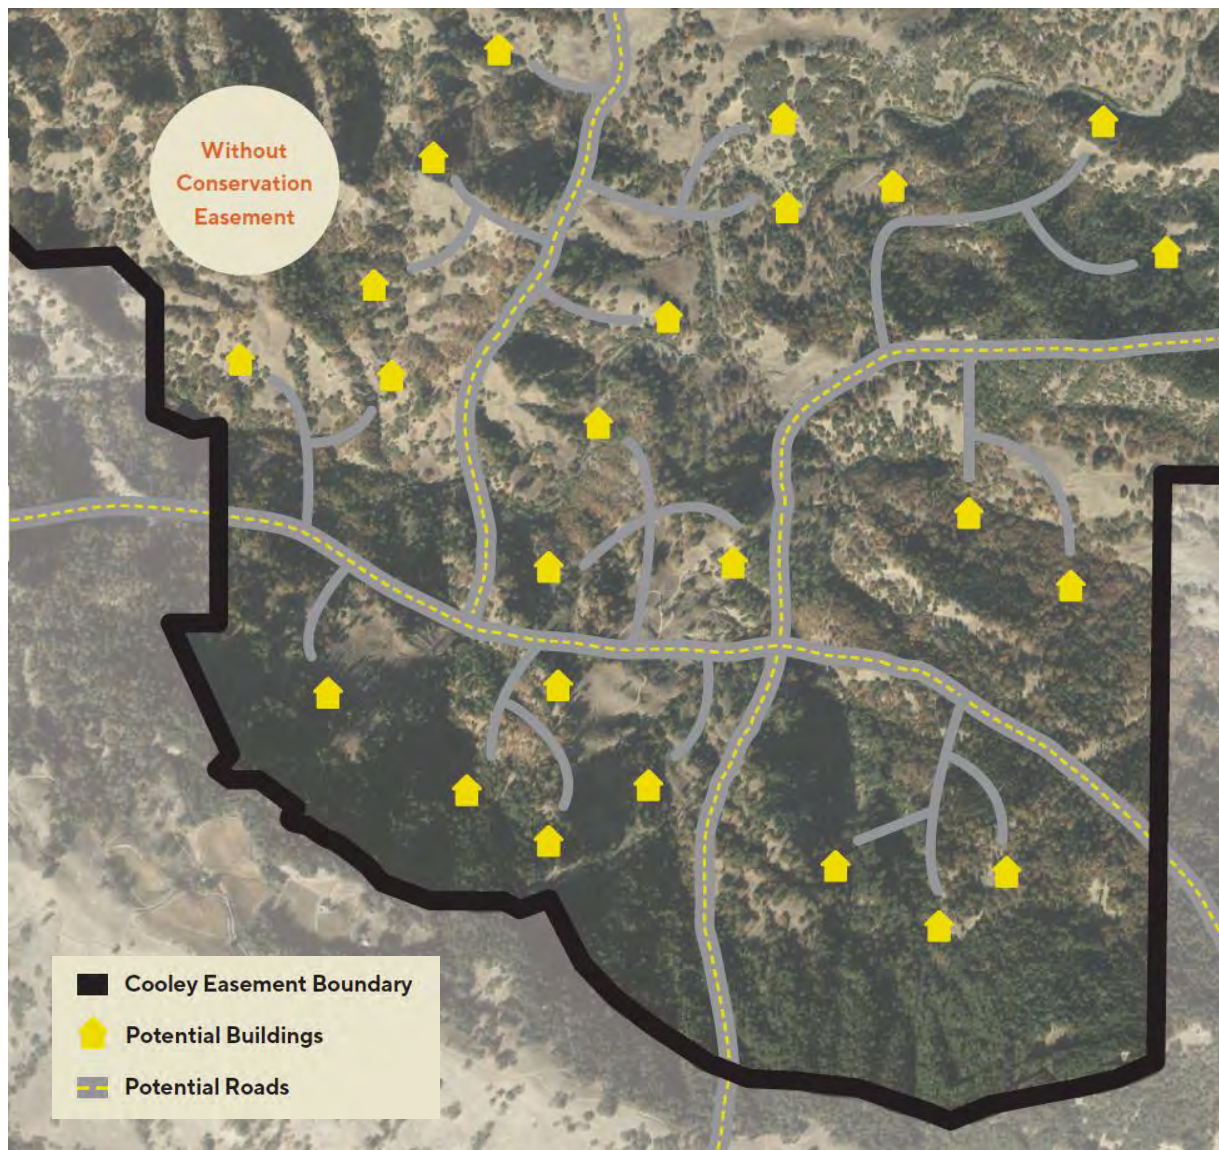 Without
Conservation
Easement
Cooley Easement Boundary
Potential Buildings
Potential Roads